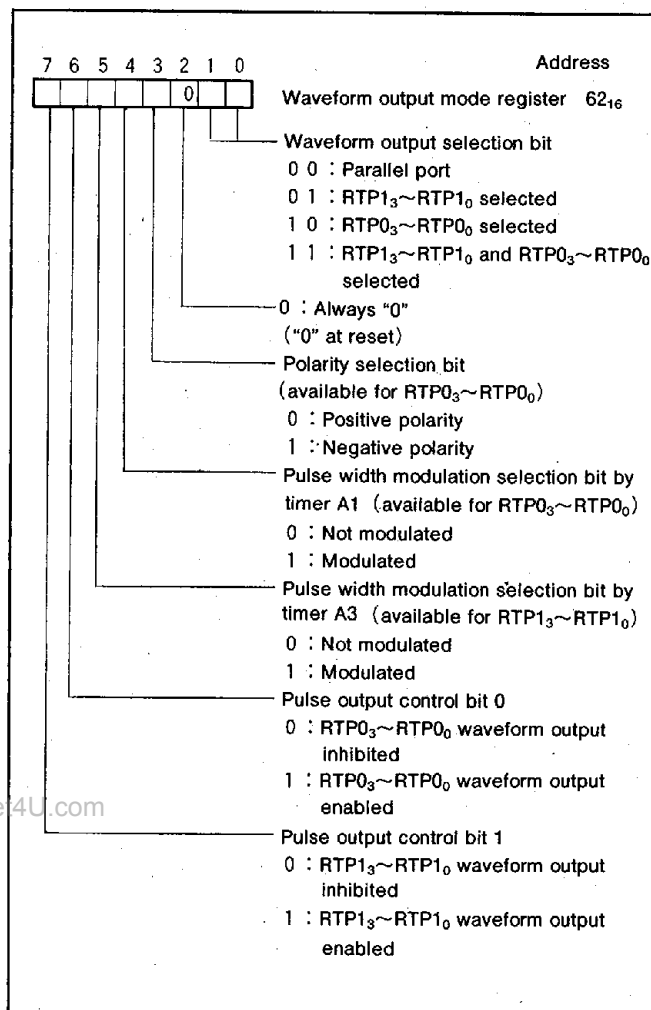 Address
7 6 5 4 3 2 1 0
0
Waveform output mode register 62₁₆
Waveform output selection bit
0 0 : Parallel port
0 1 : RTP1₃~RTP1₀ selected
1 0 : RTP0₃~RTP0₀ selected
1 1 : RTP1₃~RTP1₀ and RTP0₃~RTP0₀
selected
0 : Always “0”
(“0” at reset)
Polarity selection bit
(available for RTP0₃~RTP0₀)
0 : Positive polarity
1 : Negative polarity
Pulse width modulation selection bit by
timer A1 (available for RTP0₃~RTP0₀)
0 : Not modulated
1 : Modulated
Pulse width modulation selection bit by
timer A3 (available for RTP1₃~RTP1₀)
0 : Not modulated
1 : Modulated
Pulse output control bit 0
0 : RTP0₃~RTP0₀ waveform output
inhibited
1 : RTP0₃~RTP0₀ waveform output
enabled
Pulse output control bit 1
0 : RTP1₃~RTP1₀ waveform output
inhibited
1 : RTP1₃~RTP1₀ waveform output
enabled